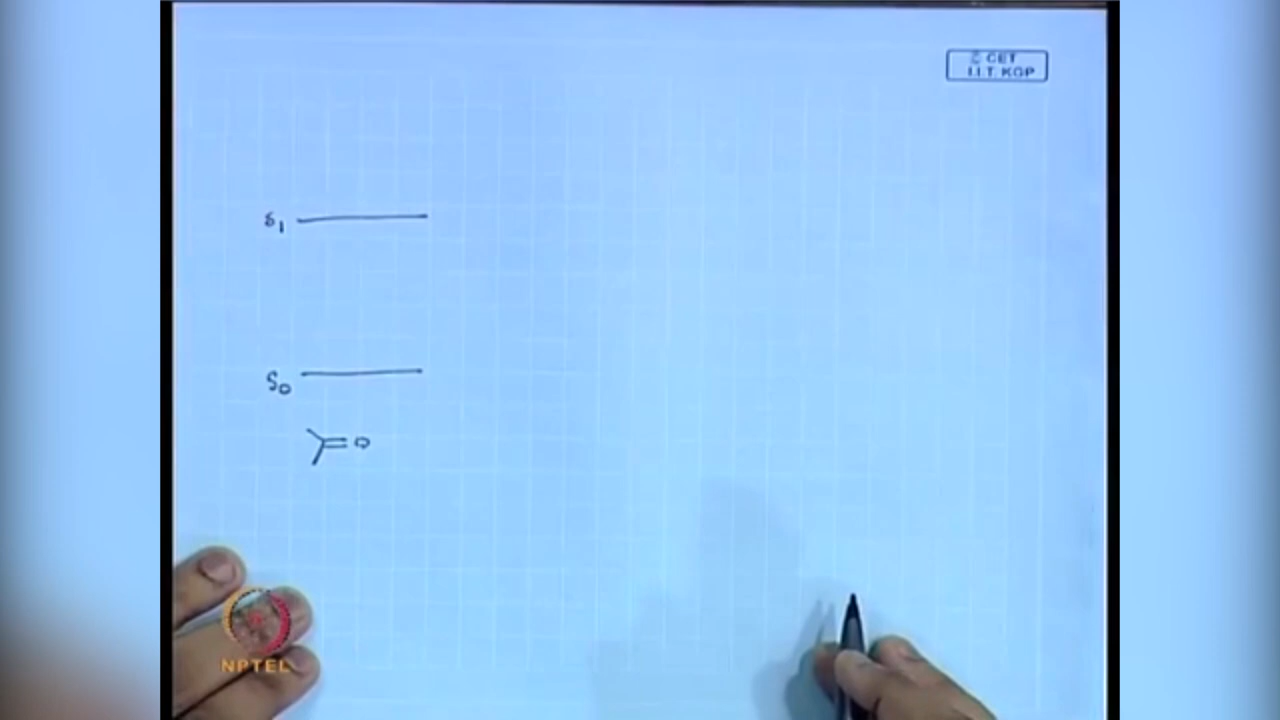 © CET
I.I.T. KGP
S₁
S₀
=O
NPTEL